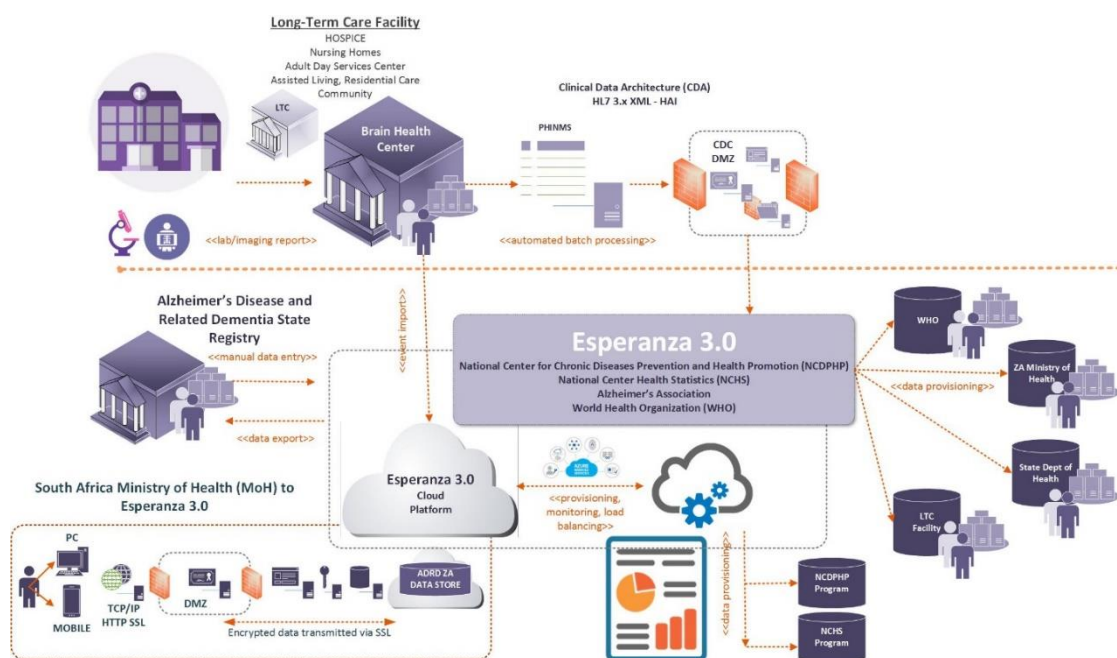 Long-Term Care Facility
HOSPICE
Nursing Homes
Adult Day Services Center
Assisted Living, Residential Care
Community
LTC
Brain Health
Center
Clinical Data Architecture (CDA)
HL7 3.x XML - HAI
PHINMS
CDC
DMZ
<<lab/imaging report>>
<<automated batch processing>>
Alzheimer's Disease and
Related Dementia State
Registry
<<manual data entry>>
<<data export>>
<<event import>>
Esperanza 3.0
National Center for Chronic Diseases Prevention and Health Promotion (NCDPHP)
National Center Health Statistics (NCHS)
Alzheimer's Association
World Health Organization (WHO)
WHO
ZA Ministry of
Health
<<data provisioning>>
State Dept of
Health
LTC
Facility
Esperanza 3.0
Cloud
Platform
<<provisioning,
monitoring, load
balancing>>
South Africa Ministry of Health (MoH) to
Esperanza 3.0
PC
MOBILE
TCP/IP
HTTP SSL
DMZ
ADRD ZA
DATA STORE
Encrypted data transmitted via SSL
<<data provisioning>>
NCDPHP
Program
NCHS
Program